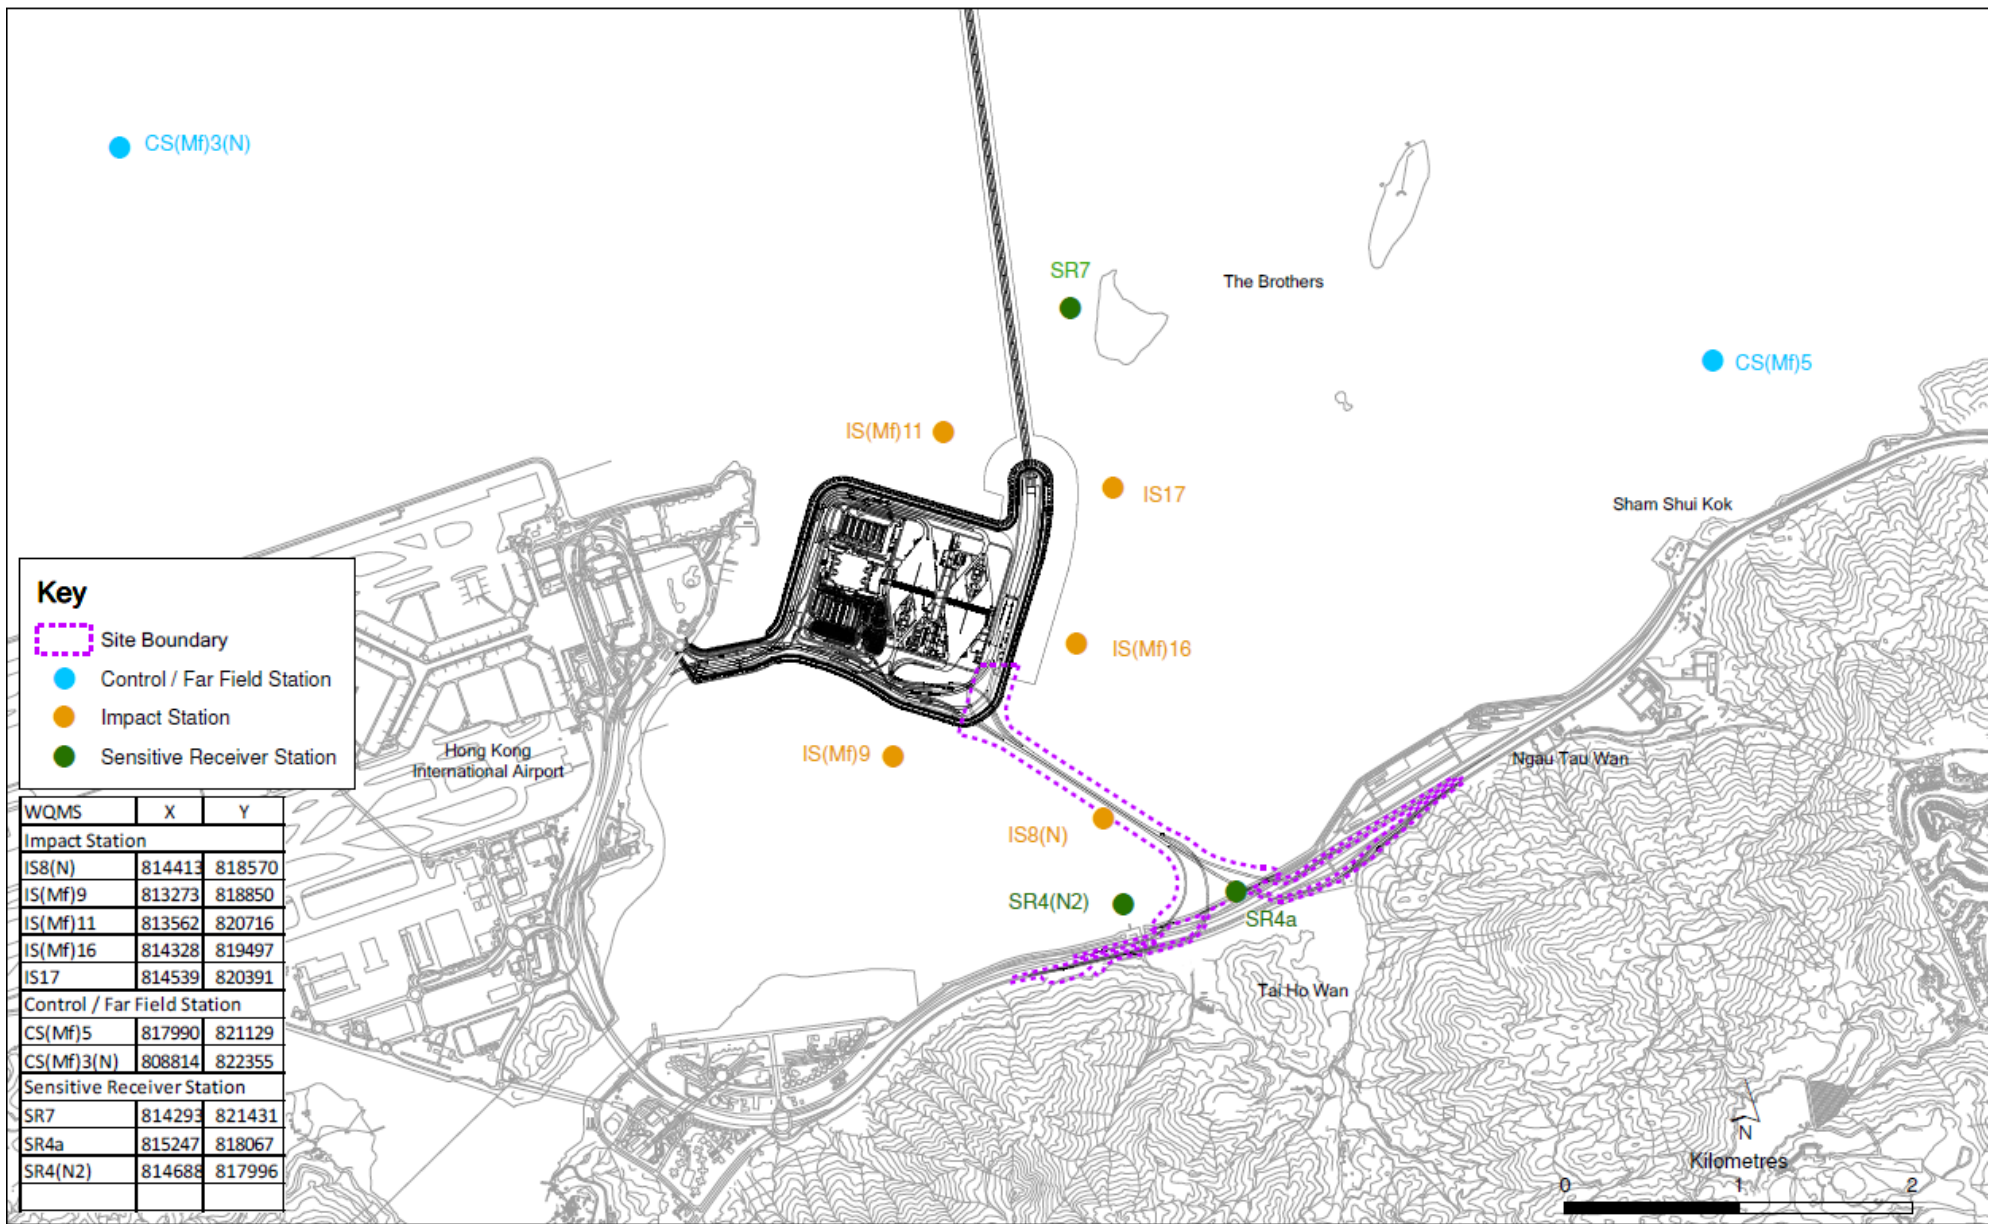 CS(Mf)3(N)
SR7
The Brothers
CS(Mf)5
IS(Mf)11
IS17
Sham Shui Kok
IS(Mf)16
Hong Kong
International Airport
IS(Mf)9
Ngau Tau Wan
IS8(N)
SR4(N2)
SR4a
Tai Ho Wan
Key
Site Boundary
Control / Far Field Station
Impact Station
Sensitive Receiver Station
WQMS X Y
Impact Station
IS8(N) 814413 818570
IS(Mf)9 813273 818850
IS(Mf)11 813562 820716
IS(Mf)16 814328 819497
IS17 814539 820391
Control / Far Field Station
CS(Mf)5 817990 821129
CS(Mf)3(N) 808814 822355
Sensitive Receiver Station
SR7 814293 821431
SR4a 815247 818067
SR4(N2) 814688 817996
N
Kilometres
0 1 2